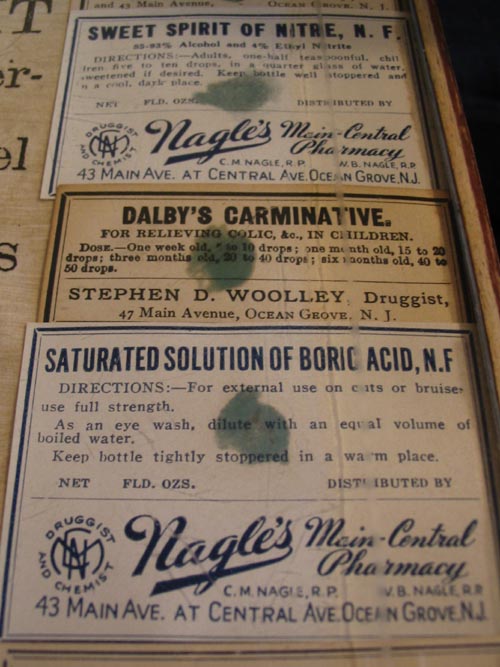 and 43 Main Avenue, OCEAN GROVE, N. J.
SWEET SPIRIT OF NITRE, N. F.
85-93% Alcohol and 4% Ethyl Nitrite
DIRECTIONS:—Adults, one-half teaspoonful, chil
dren five to ten drops, in a quarter glass of water,
sweetened if desired. Keep bottle well stoppered and
in a cool, dark place.
NET FLD. OZS. DISTRIBUTED BY
DRUGGIST AND CHEMIST
Nagle's Main-Central
Pharmacy
C. M. NAGLE, R. P. W. B. NAGLE, R. P.
43 MAIN AVE. AT CENTRAL AVE. OCEAN GROVE, N.J.
DALBY'S CARMINATIVE.
FOR RELIEVING COLIC, &c., IN CHILDREN.
DOSE.—One week old, 5 to 10 drops; one month old, 15 to 20
drops; three months old, 20 to 40 drops; six months old, 40 to
50 drops.
STEPHEN D. WOOLLEY, Druggist,
47 Main Avenue, OCEAN GROVE, N. J.
SATURATED SOLUTION OF BORIC ACID, N.F
DIRECTIONS:—For external use on cuts or bruises
use full strength.
As an eye wash, dilute with an equal volume of
boiled water.
Keep bottle tightly stoppered in a warm place.
NET FLD. OZS. DISTRIBUTED BY
DRUGGIST AND CHEMIST
Nagle's Main-Central
Pharmacy
C. M. NAGLE, R. P. W. B. NAGLE, R. P.
43 MAIN AVE. AT CENTRAL AVE. OCEAN GROVE, N.J.